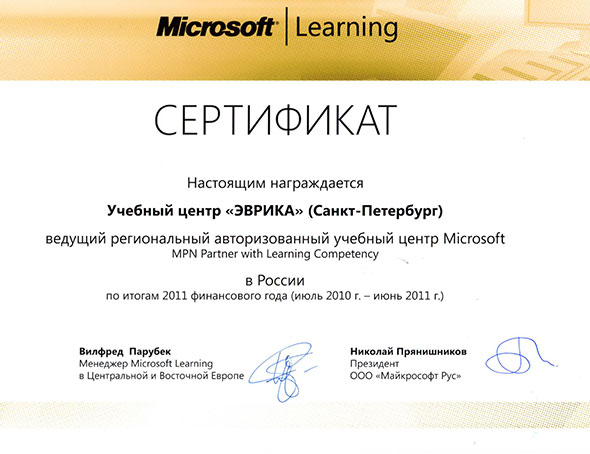 Microsoft | Learning
СЕРТИФИКАТ
Настоящим награждается
Учебный центр «ЭВРИКА» (Санкт-Петербург)
ведущий региональный авторизованный учебный центр Microsoft
MPN Partner with Learning Competency
в России
по итогам 2011 финансового года (июль 2010 г. – июнь 2011 г.)
Вилфред Парубек
Менеджер Microsoft Learning
в Центральной и Восточной Европе
Николай Прянишников
Президент
ООО «Майкрософт Рус»